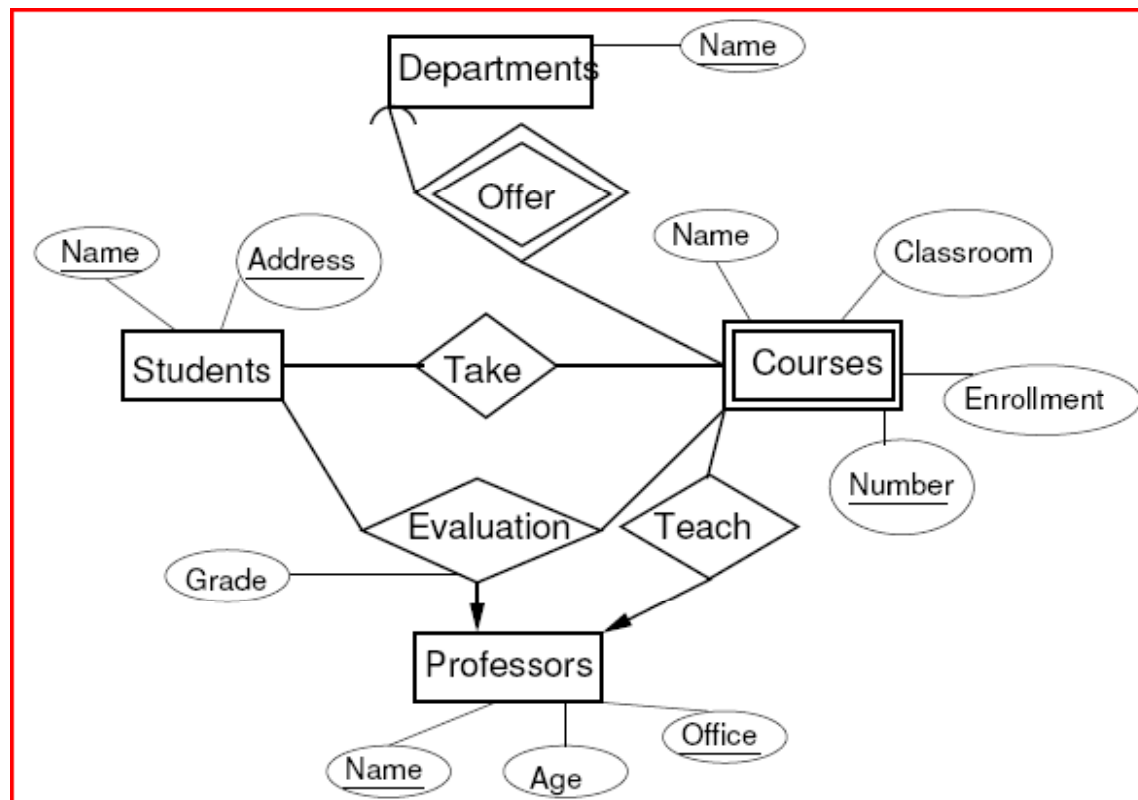 Departments
Name
Offer
Name
Address
Name
Classroom
Students
Take
Courses
Enrollment
Number
Evaluation
Teach
Grade
Professors
Name
Age
Office